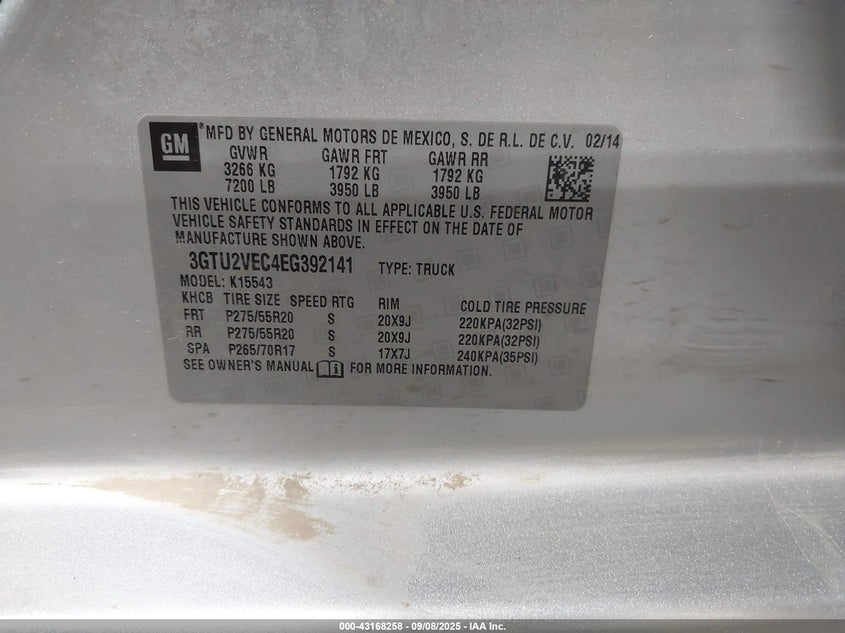 GM
® MFD BY GENERAL MOTORS DE MEXICO, S. DE R.L. DE C.V. 02/14
GVWR GAWR FRT GAWR RR
3266 KG 1792 KG 1792 KG
7200 LB 3950 LB 3950 LB
THIS VEHICLE CONFORMS TO ALL APPLICABLE U.S. FEDERAL MOTOR
VEHICLE SAFETY STANDARDS IN EFFECT ON THE DATE OF
MANUFACTURE SHOWN ABOVE.
3GTU2VEC4EG392141 TYPE: TRUCK
MODEL: K15543
KHCB TIRE SIZE SPEED RTG RIM COLD TIRE PRESSURE
FRT P275/55R20 S 20X9J 220KPA(32PSI)
RR P275/55R20 S 20X9J 220KPA(32PSI)
SPA P265/70R17 S 17X7J 240KPA(35PSI)
SEE OWNER'S MANUAL FOR MORE INFORMATION.
000-43168258 - 09/08/2025 - IAA Inc.